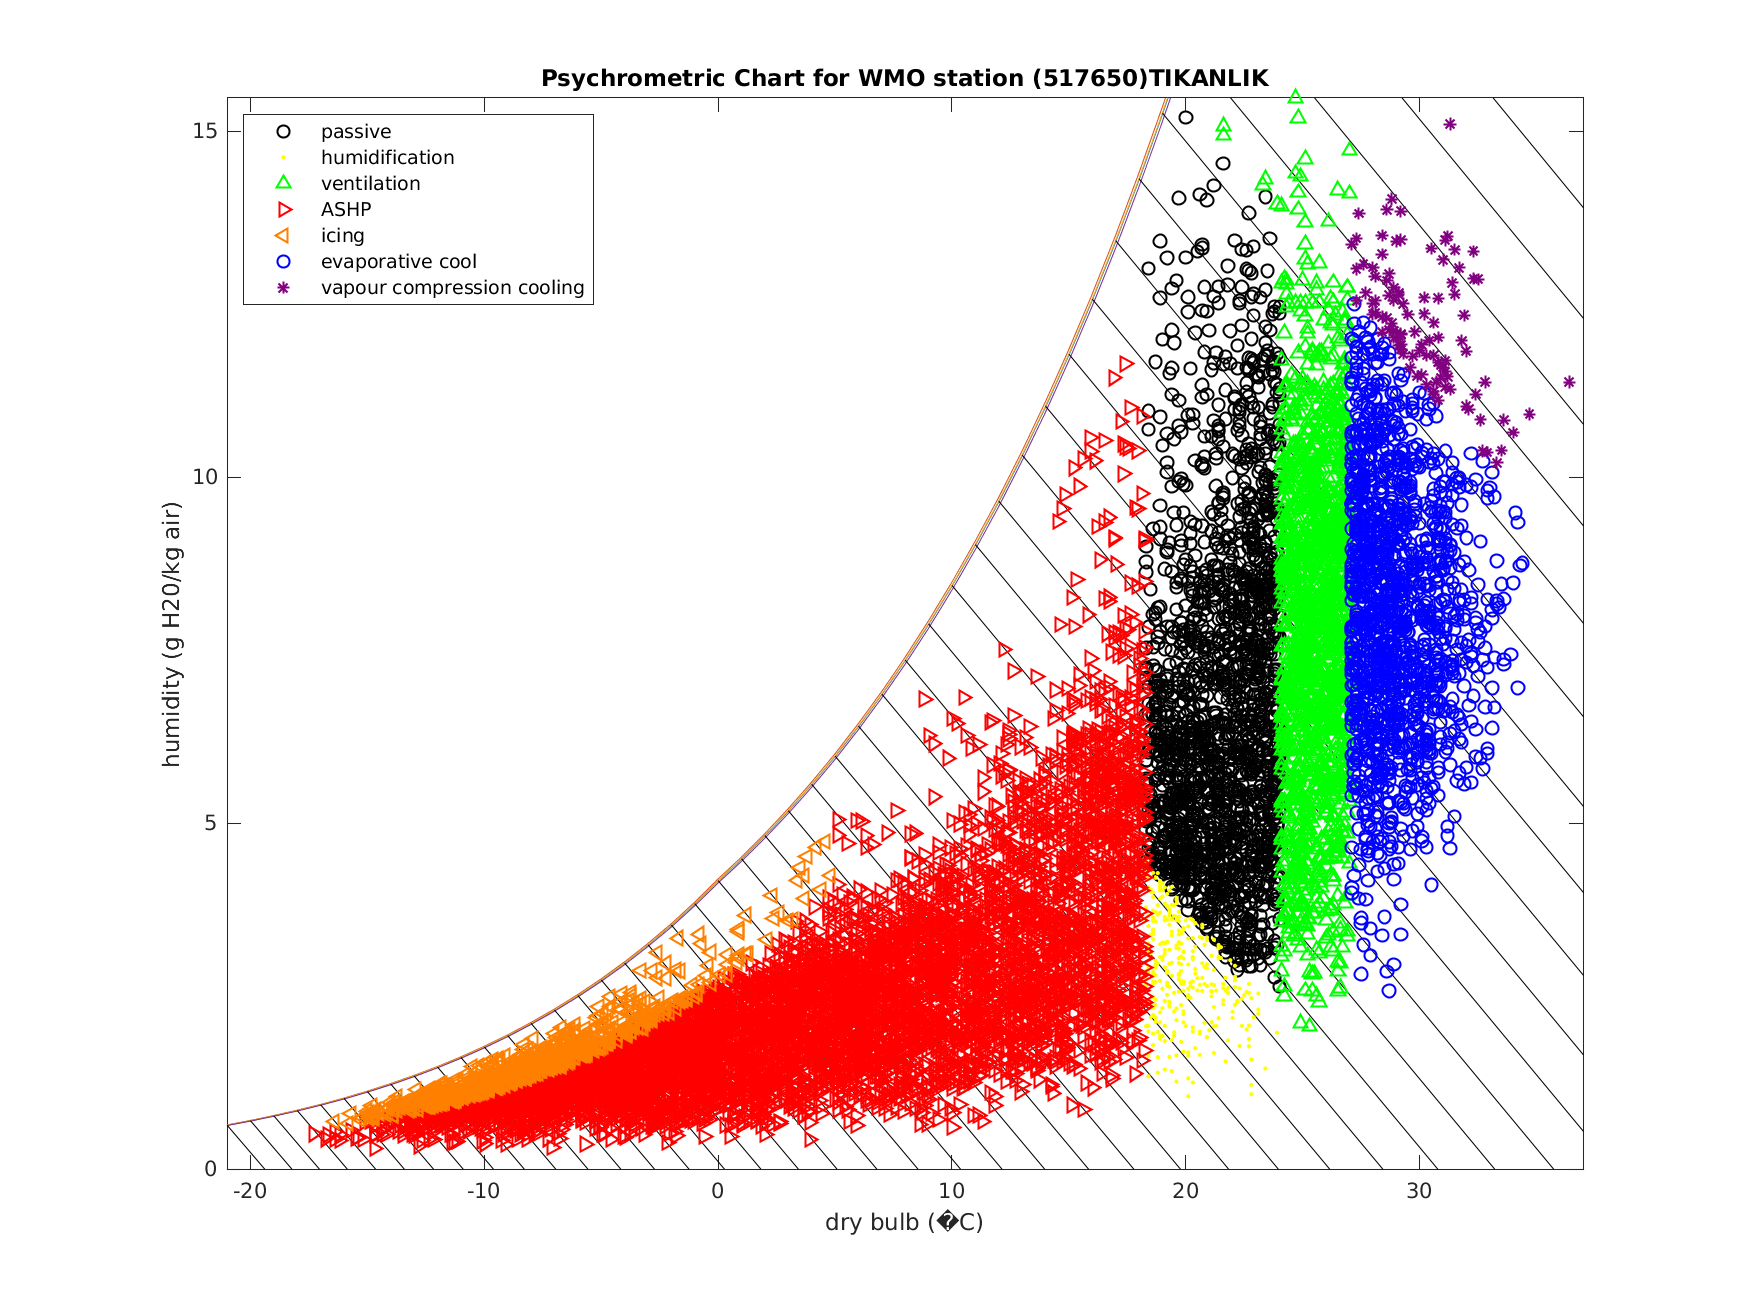 Psychrometric Chart for WMO station (517650)TIKANLIK
passive
humidification
ventilation
ASHP
icing
evaporative cool
vapour compression cooling
15
10
5
0
humidity (g H20/kg air)
-20 -10 0 10 20 30
dry bulb (�C)